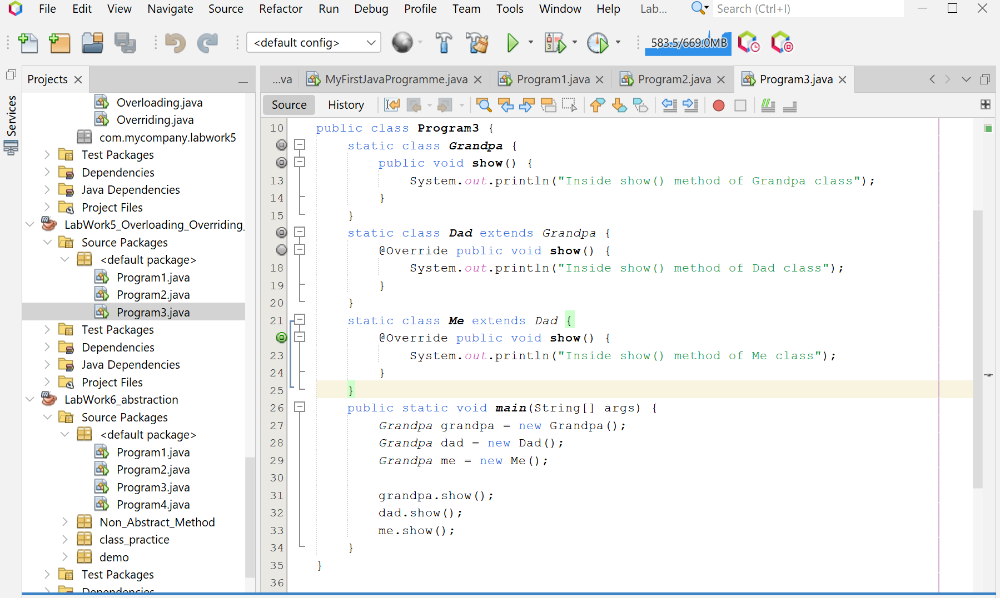 File Edit View Navigate Source Refactor Run Debug Profile Team Tools Window Help Lab... Search (Ctrl+I)
<default config> 583.5/669.0MB
Services
Projects
Overloading.java
Overriding.java
com.mycompany.labwork5
Test Packages
Dependencies
Java Dependencies
Project Files
LabWork5_Overloading_Overriding_
Source Packages
<default package>
Program1.java
Program2.java
Program3.java
Test Packages
Dependencies
Java Dependencies
Project Files
LabWork6_abstraction
Source Packages
<default package>
Program1.java
Program2.java
Program3.java
Program4.java
Non_Abstract_Method
class_practice
demo
Test Packages
Dependencies
...va MyFirstJavaProgramme.java Program1.java Program2.java Program3.java
Source History
10 public class Program3 {
static class Grandpa {
public void show() {
13 System.out.println("Inside show() method of Grandpa class");
14 }
15 }
static class Dad extends Grandpa {
@Override public void show() {
18 System.out.println("Inside show() method of Dad class");
19 }
20 }
21 static class Me extends Dad {
@Override public void show() {
23 System.out.println("Inside show() method of Me class");
24 }
25 }
26 public static void main(String[] args) {
27 Grandpa grandpa = new Grandpa();
28 Grandpa dad = new Dad();
29 Grandpa me = new Me();
30
31 grandpa.show();
32 dad.show();
33 me.show();
34 }
35 }
36